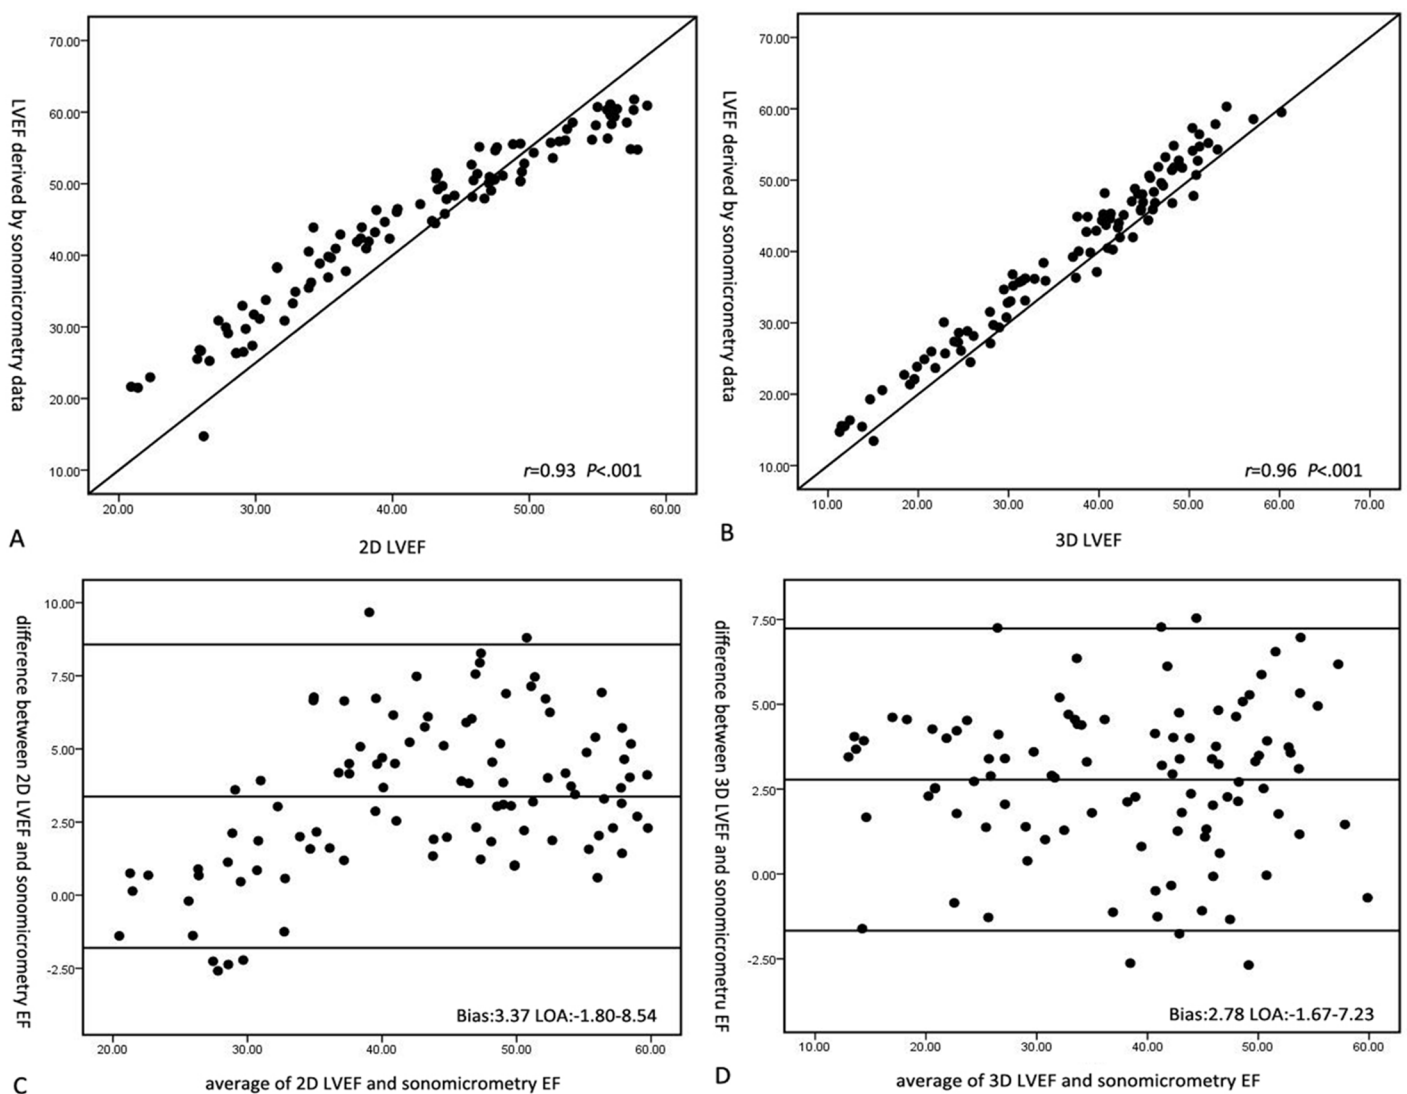 70.00
60.00
50.00
40.00
30.00
20.00
10.00
LVEF derived by sonomicrometry data
r=0.93 P<.001
20.00 30.00 40.00 50.00 60.00
A
2D LVEF
70.00
60.00
50.00
40.00
30.00
20.00
10.00
LVEF derived by sonomicrometry data
r=0.96 P<.001
10.00 20.00 30.00 40.00 50.00 60.00 70.00
B
3D LVEF
10.00
7.50
5.00
2.50
0.00
-2.50
difference between 2D LVEF and sonomicrometry EF
Bias:3.37 LOA:-1.80-8.54
20.00 30.00 40.00 50.00 60.00
C
average of 2D LVEF and sonomicrometry EF
7.50
5.00
2.50
-0.00
-2.50
difference between 3D LVEF and sonomicrometru EF
Bias:2.78 LOA:-1.67-7.23
10.00 20.00 30.00 40.00 50.00 60.00
D
average of 3D LVEF and sonomicrometry EF